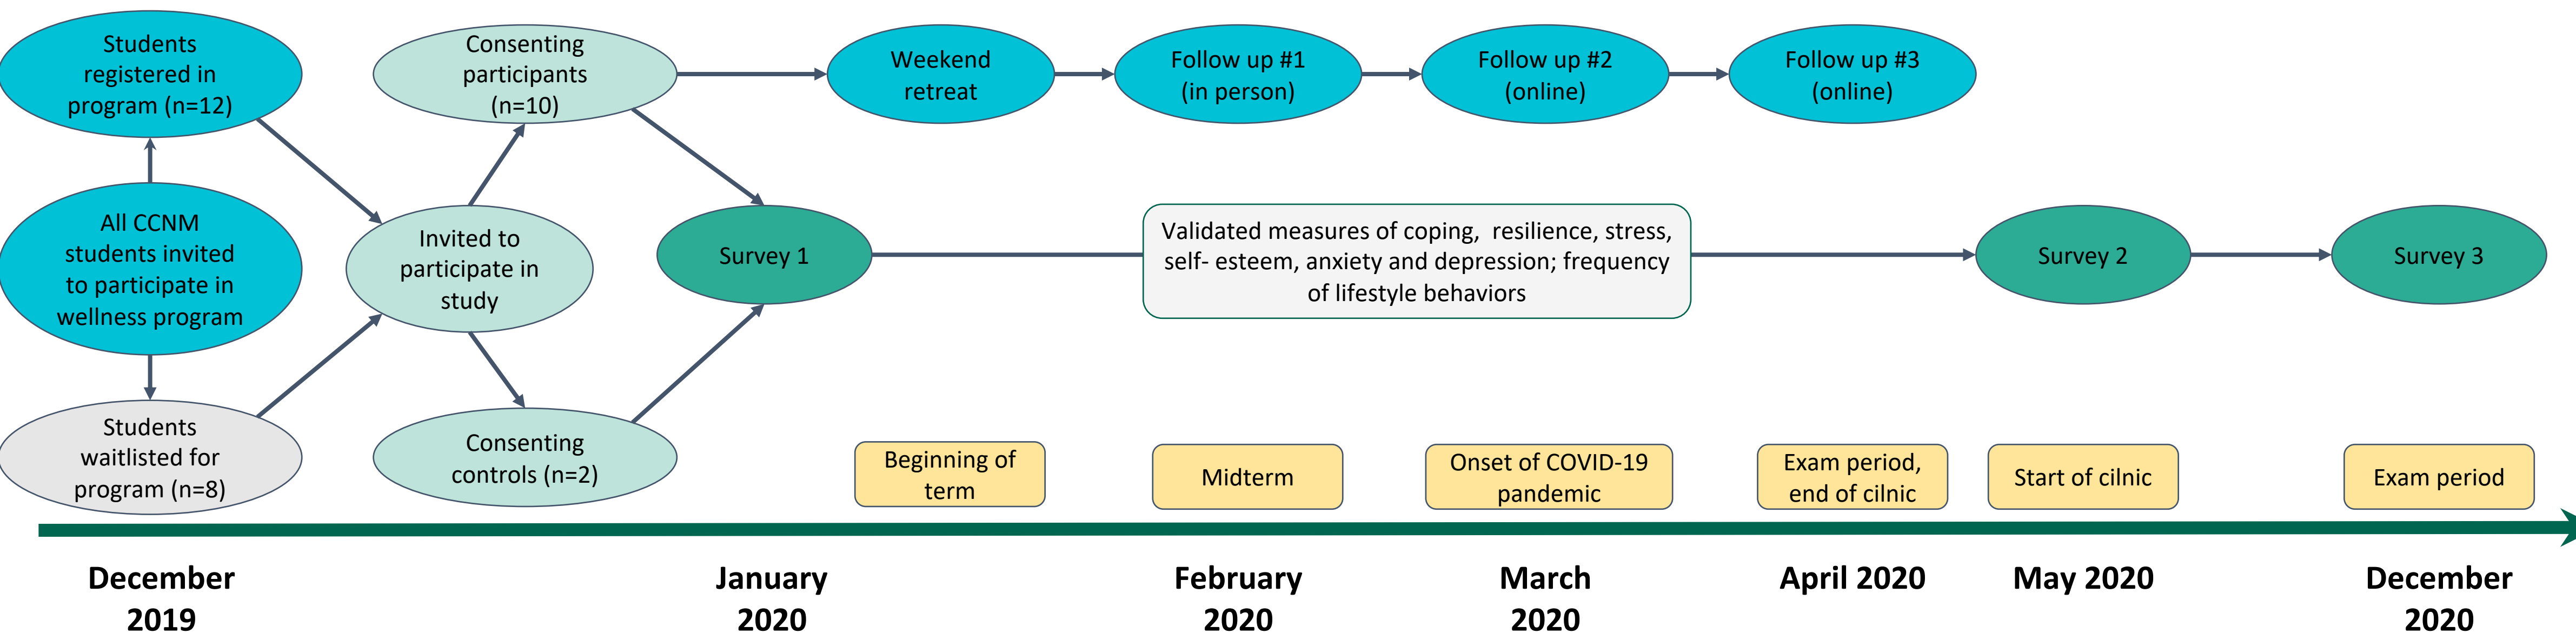 Students
registered in
program (n=12)
Consenting
participants
(n=10)
Weekend
retreat
Follow up #1
(in person)
Follow up #2
(online)
Follow up #3
(online)
All CCNM
students invited
to participate in
wellness program
Invited to
participate in
study
Survey 1
Validated measures of coping, resilience, stress,
self- esteem, anxiety and depression; frequency
of lifestyle behaviors
Survey 2
Survey 3
Students
waitlisted for
program (n=8)
Consenting
controls (n=2)
Beginning of
term
Midterm
Onset of COVID-19
pandemic
Exam period,
end of cilnic
Start of cilnic
Exam period
December
2019
January
2020
February
2020
March
2020
April 2020
May 2020
December
2020